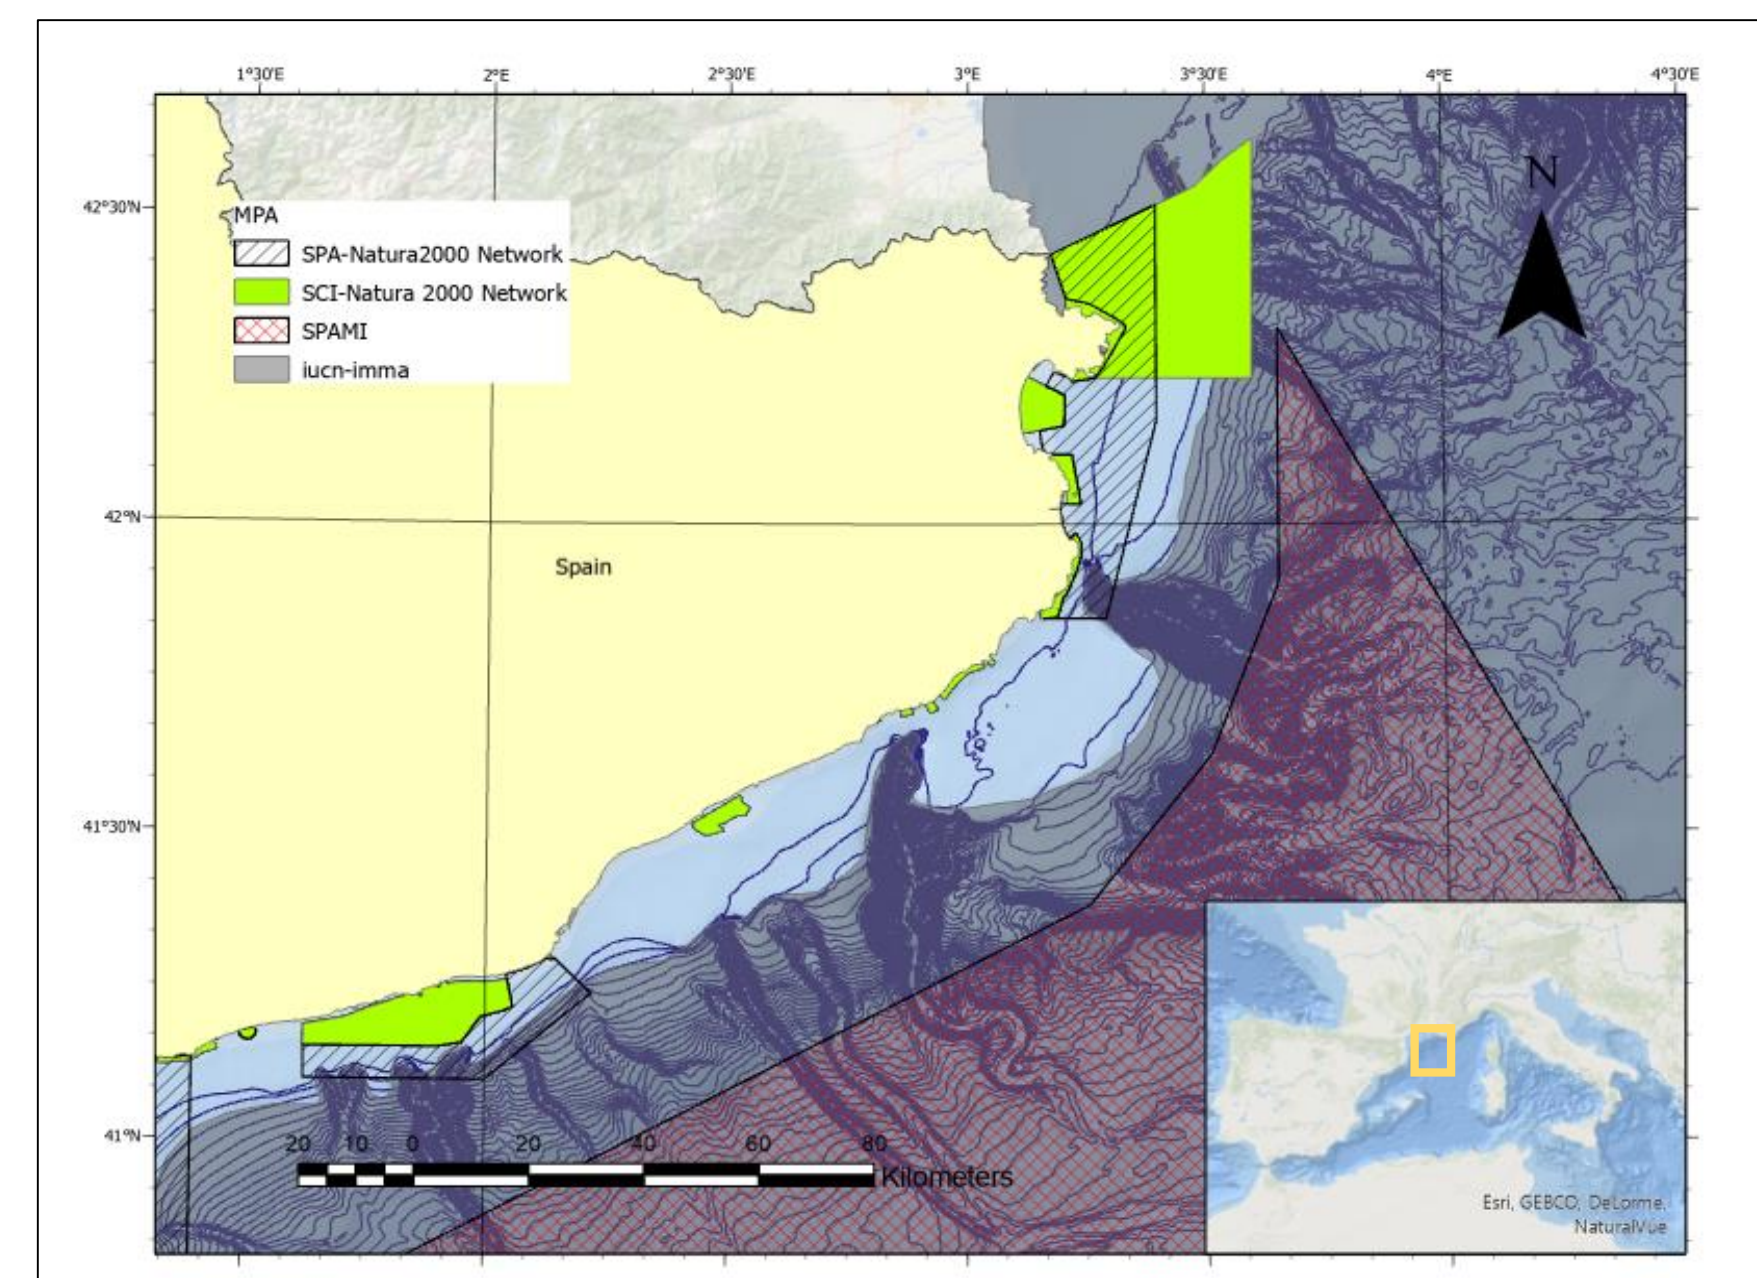 1°30'E 2°E 2°30'E 3°E 3°30'E 4°E 4°30'E
N
42°30'N
MPA
SPA-Natura2000 Network
SCI-Natura 2000 Network
SPAMI
iucn-imma
42°N
Spain
41°30'N
41°N
20 10 0 20 40 60 80
Kilometers
Esri, GEBCO, DeLorme,
NaturalVue